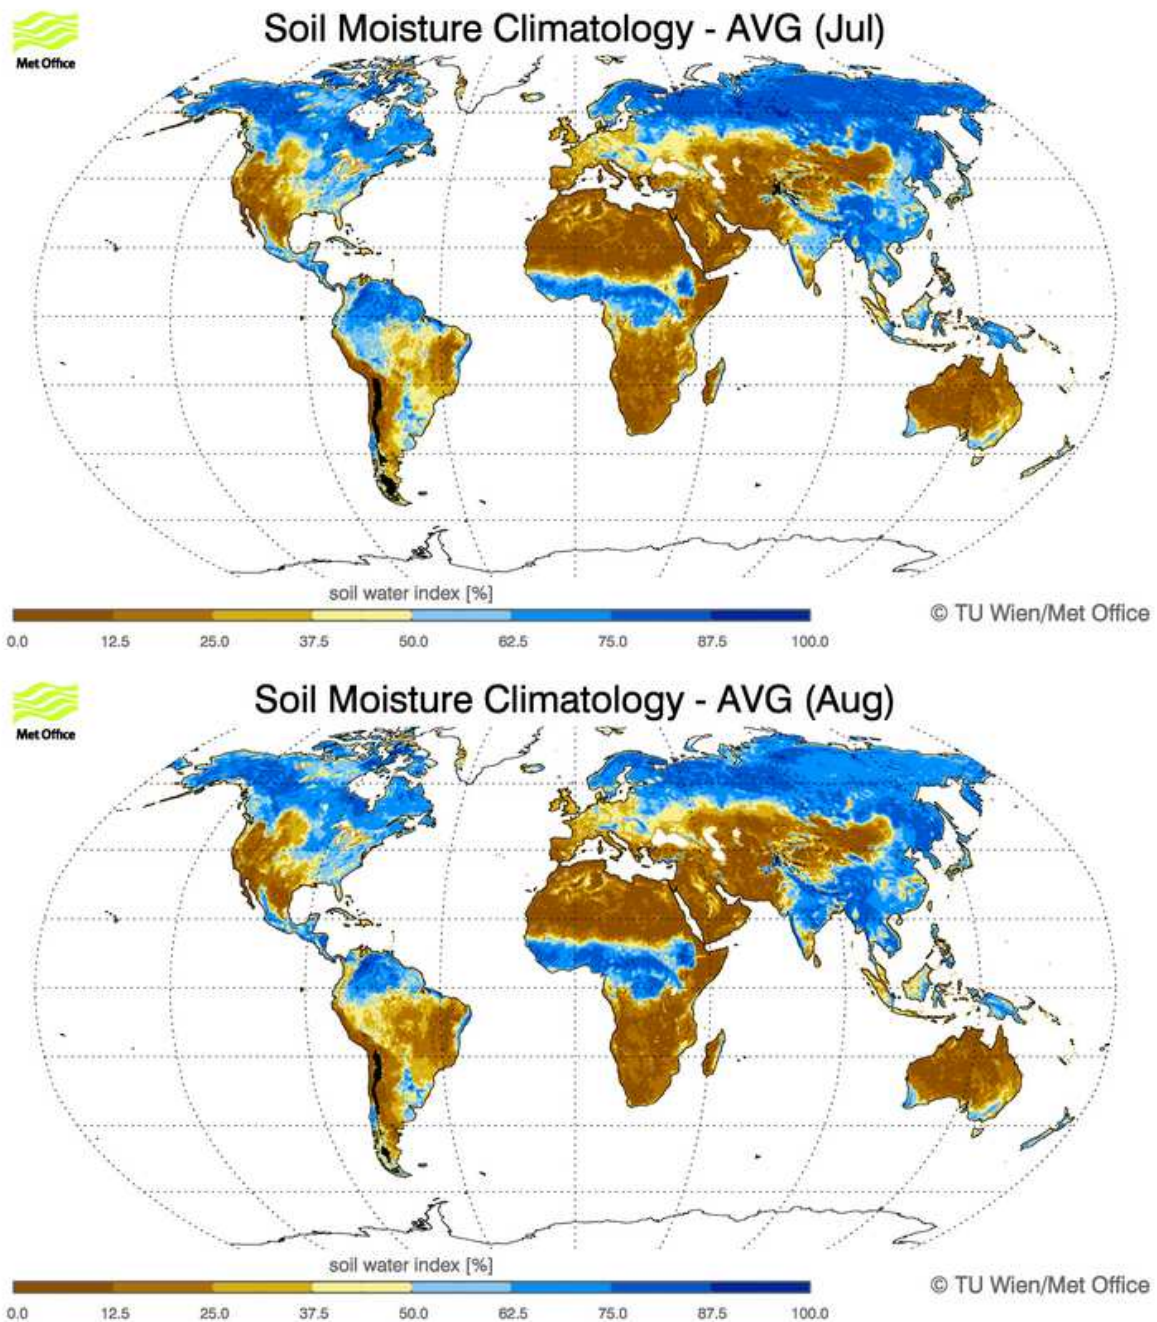 Soil Moisture Climatology - AVG (Jul)
Met Office
soil water index [%]
© TU Wien/Met Office
0.0 12.5 25.0 37.5 50.0 62.5 75.0 87.5 100.0
Soil Moisture Climatology - AVG (Aug)
Met Office
soil water index [%]
© TU Wien/Met Office
0.0 12.5 25.0 37.5 50.0 62.5 75.0 87.5 100.0